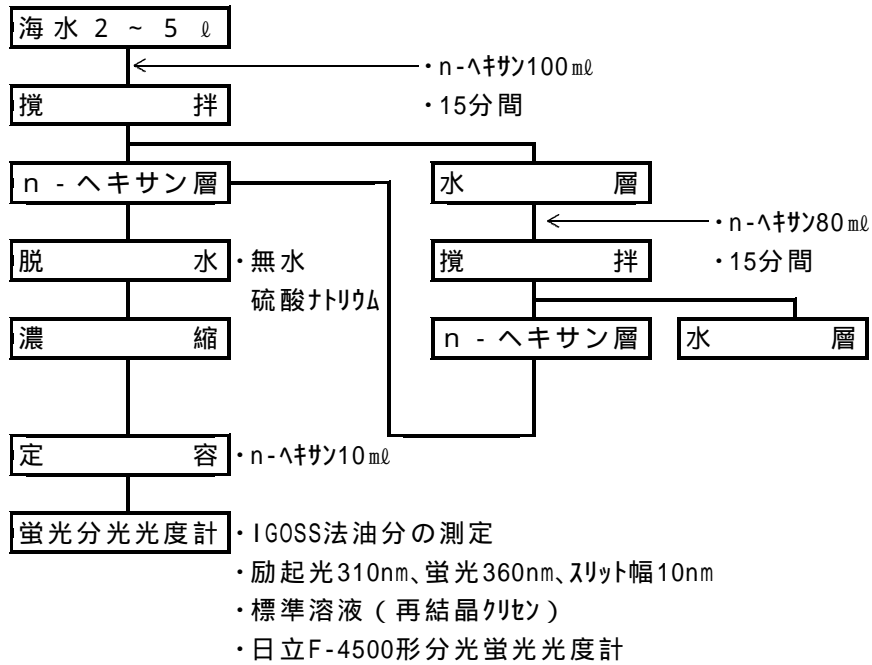 海水2~5ℓ
・n-ヘキサン100㎖
撹拌
・15分間
n-ヘキサン層
水層
・n-ヘキサン80㎖
脱水
・無水
硫酸ナトリウム
撹拌
・15分間
濃縮
n-ヘキサン層
水層
定容
・n-ヘキサン10㎖
蛍光分光光度計
・IGOSS法油分の測定
・励起光310nm、蛍光360nm、スリット幅10nm
・標準溶液(再結晶クリセン)
・日立F-4500形分光蛍光光度計